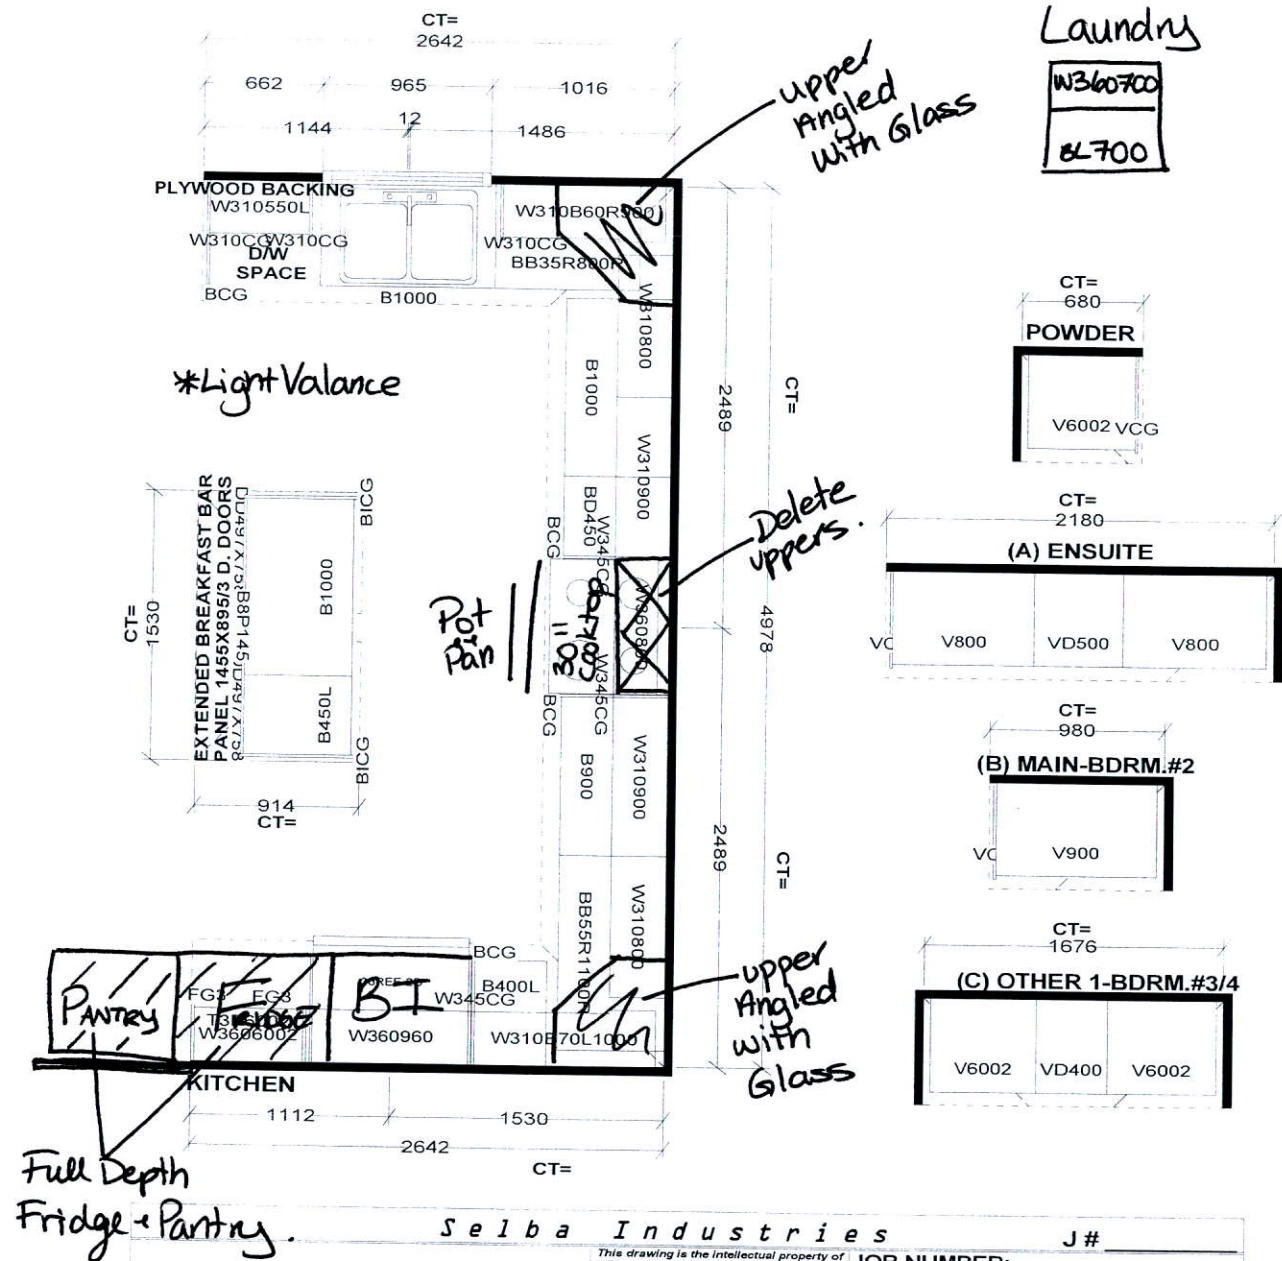 CT=
2642
662
965
1016
1144
12
1486
upper
Angled
with Glass
Laundry
W360700
BL700
PLYWOOD BACKING
W310550L
W310CG
W310CG
D/W
SPACE
BCG
B1000
W310B60R900
W310CG
BB35R800R
W310800
B1000
W310900
BD450
W345CG
BCG
2489
CT=
4978
*Light Valance
CT=
680
POWDER
V6002
VCG
Delete
uppers.
W360800
30"
cooktop
Pot
&
Pan
W345CG
BCG
CT=
1530
EXTENDED BREAKFAST BAR
PANEL 1455X895/3 D. DOORS
B1000
B450L
BICG
BICG
914
CT=
CT=
2180
(A) ENSUITE
V800
VD500
V800
CT=
980
(B) MAIN-BDRM.#2
V900
B900
W310900
2489
CT=
BB55R1100R
W310800
BCG
B400L
W345CG
W310B70L1000
upper
Angled
with
Glass
PANTRY
FG3
FG3
FRIDGE
W3606002
BI
W360960
KITCHEN
1112
1530
2642
CT=
CT=
1676
(C) OTHER 1-BDRM.#3/4
V6002
VD400
V6002
Full Depth
Fridge & Pantry.
Selba Industries
J#
This drawing is the intellectual property of
JOB NUMBER: